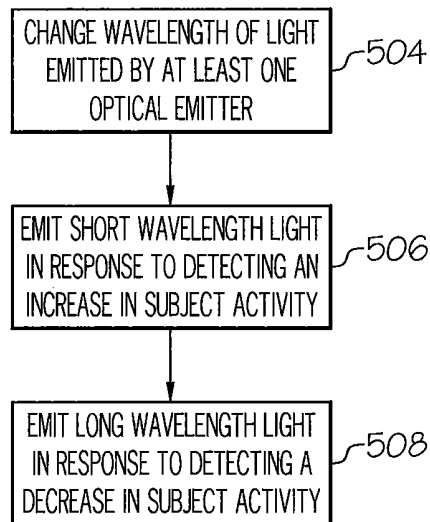 CHANGE WAVELENGTH OF LIGHT
EMITTED BY AT LEAST ONE
OPTICAL EMITTER
504
EMIT SHORT WAVELENGTH LIGHT
IN RESPONSE TO DETECTING AN
INCREASE IN SUBJECT ACTIVITY
506
EMIT LONG WAVELENGTH LIGHT
IN RESPONSE TO DETECTING A
DECREASE IN SUBJECT ACTIVITY
508